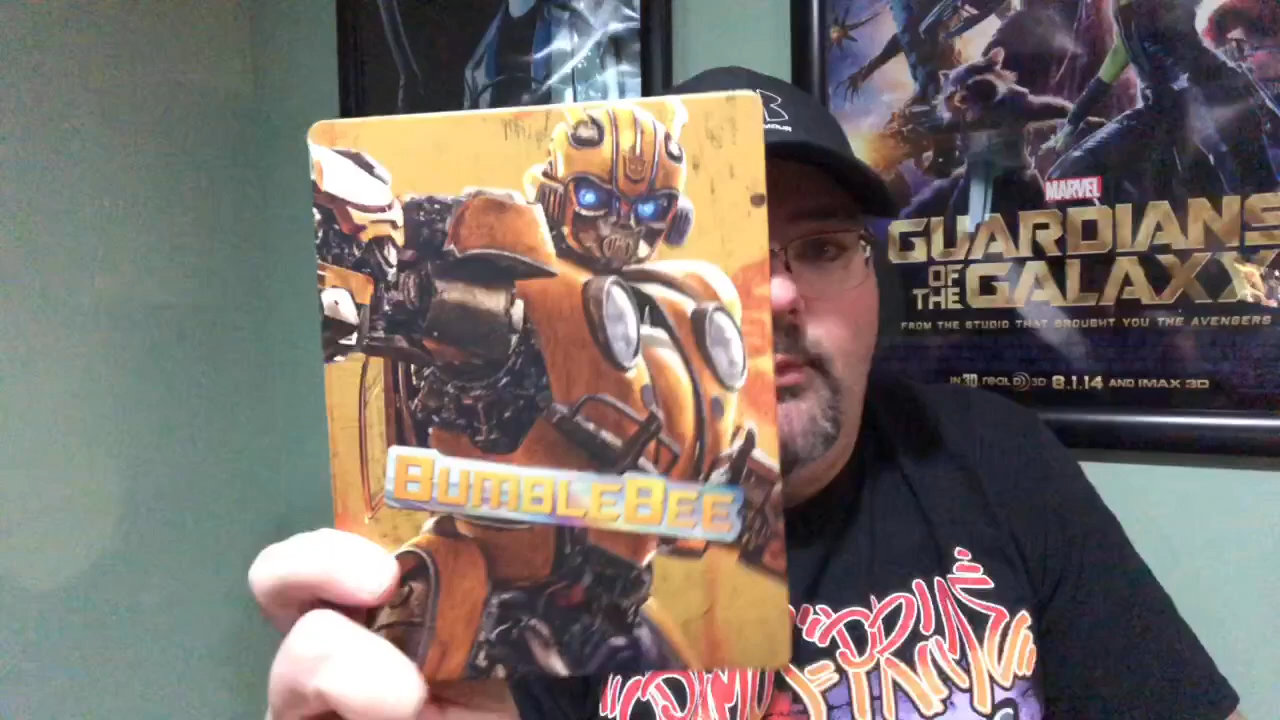 BUMBLEBEE
MARVEL
GUARDIANS
OF
THE
GALAXY
FROM THE STUDIO THAT BROUGHT YOU THE AVENGERS
IN 3D REAL D 3D 8.1.14 AND IMAX 3D